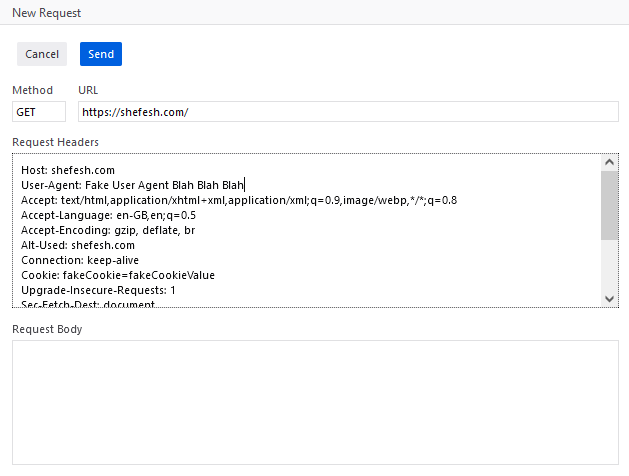 New Request
Cancel Send
Method URL
GET https://shefesh.com/
Request Headers
Host: shefesh.com
User-Agent: Fake User Agent Blah Blah Blah
Accept: text/html,application/xhtml+xml,application/xml;q=0.9,image/webp,*/*;q=0.8
Accept-Language: en-GB,en;q=0.5
Accept-Encoding: gzip, deflate, br
Alt-Used: shefesh.com
Connection: keep-alive
Cookie: fakeCookie=fakeCookieValue
Upgrade-Insecure-Requests: 1
Sec-Fetch-Dest: document
Request Body